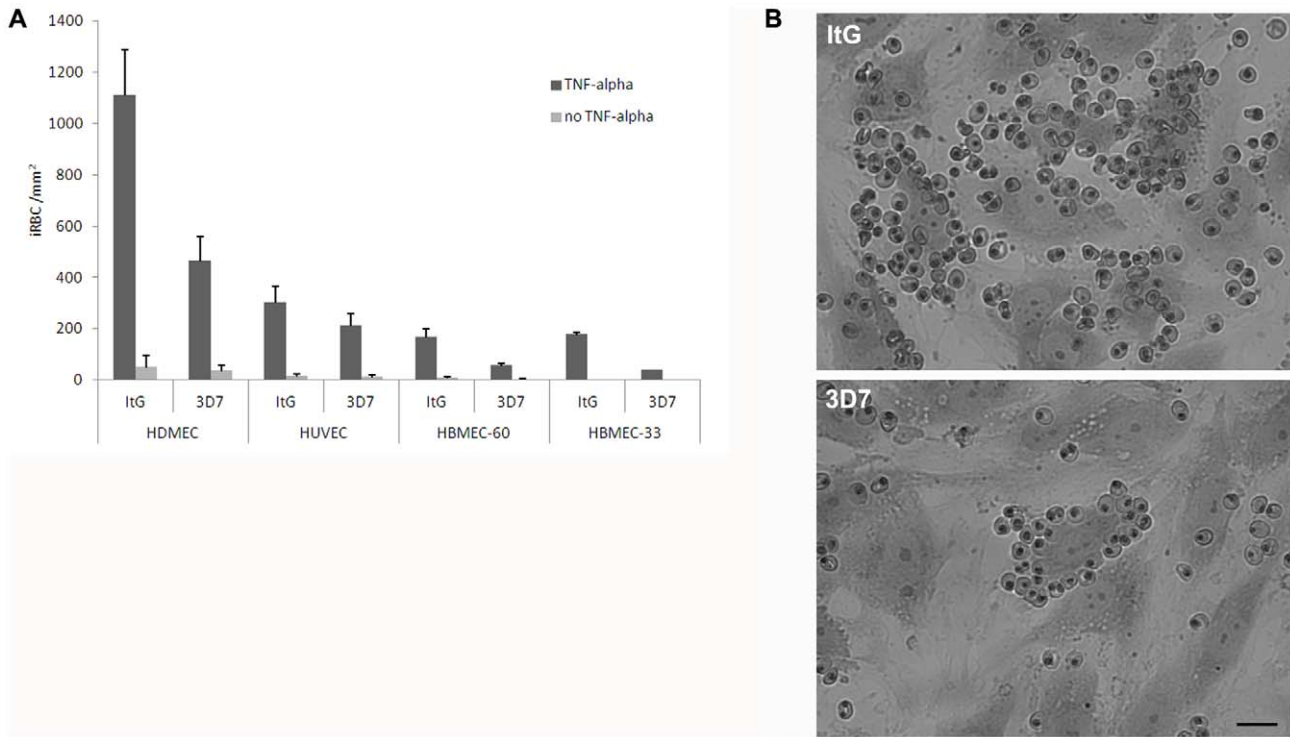 A
1400
1200
1000
800
600
400
200
0
iRBC /mm²
TNF-alpha
no TNF-alpha
ItG 3D7 ItG 3D7 ItG 3D7 ItG 3D7
HDMEC HUVEC HBMEC-60 HBMEC-33
B
ItG
3D7